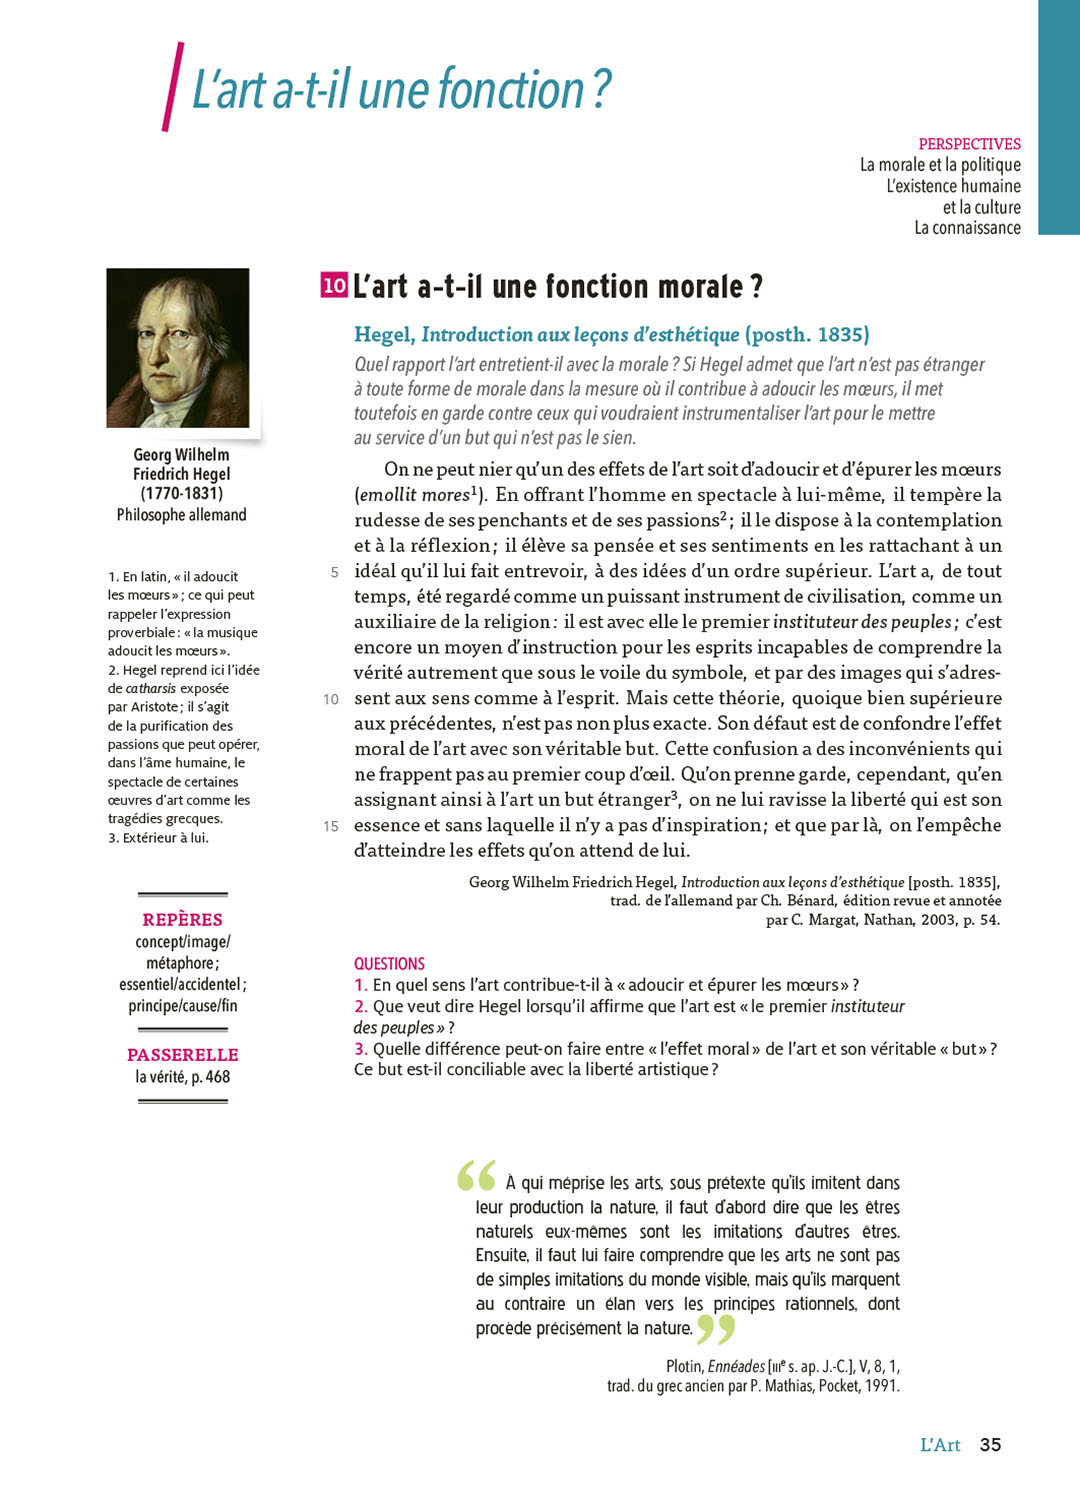 L'art a-t-il une fonction ?
PERSPECTIVES
La morale et la politique
L'existence humaine
et la culture
La connaissance
10 L'art a-t-il une fonction morale ?
Hegel, Introduction aux leçons d'esthétique (posth. 1835)
Quel rapport l'art entretient-il avec la morale ? Si Hegel admet que l'art n'est pas étranger
à toute forme de morale dans la mesure où il contribue à adoucir les mœurs, il met
toutefois en garde contre ceux qui voudraient instrumentaliser l'art pour le mettre
au service d'un but qui n'est pas le sien.
Georg Wilhelm
Friedrich Hegel
(1770-1831)
Philosophe allemand
On ne peut nier qu'un des effets de l'art soit d'adoucir et d'épurer les mœurs
(emollit mores¹). En offrant l'homme en spectacle à lui-même, il tempère la
rudesse de ses penchants et de ses passions² ; il le dispose à la contemplation
et à la réflexion ; il élève sa pensée et ses sentiments en les rattachant à un
5 idéal qu'il lui fait entrevoir, à des idées d'un ordre supérieur. L'art a, de tout
temps, été regardé comme un puissant instrument de civilisation, comme un
auxiliaire de la religion : il est avec elle le premier instituteur des peuples ; c'est
encore un moyen d'instruction pour les esprits incapables de comprendre la
vérité autrement que sous le voile du symbole, et par des images qui s'adres-
10 sent aux sens comme à l'esprit. Mais cette théorie, quoique bien supérieure
aux précédentes, n'est pas non plus exacte. Son défaut est de confondre l'effet
moral de l'art avec son véritable but. Cette confusion a des inconvénients qui
ne frappent pas au premier coup d'œil. Qu'on prenne garde, cependant, qu'en
assignant ainsi à l'art un but étranger³, on ne lui ravisse la liberté qui est son
15 essence et sans laquelle il n'y a pas d'inspiration ; et que par là, on l'empêche
d'atteindre les effets qu'on attend de lui.
Georg Wilhelm Friedrich Hegel, Introduction aux leçons d'esthétique [posth. 1835],
trad. de l'allemand par Ch. Bénard, édition revue et annotée
par C. Margat, Nathan, 2003, p. 54.
1. En latin, « il adoucit
les mœurs » ; ce qui peut
rappeler l'expression
proverbiale : « la musique
adoucit les mœurs ».
2. Hegel reprend ici l'idée
de catharsis exposée
par Aristote ; il s'agit
de la purification des
passions que peut opérer,
dans l'âme humaine, le
spectacle de certaines
œuvres d'art comme les
tragédies grecques.
3. Extérieur à lui.
REPÈRES
concept/image/
métaphore ;
essentiel/accidentel ;
principe/cause/fin
PASSERELLE
la vérité, p. 468
QUESTIONS
1. En quel sens l'art contribue-t-il à « adoucir et épurer les mœurs » ?
2. Que veut dire Hegel lorsqu'il affirme que l'art est « le premier instituteur
des peuples » ?
3. Quelle différence peut-on faire entre « l'effet moral » de l'art et son véritable « but » ?
Ce but est-il conciliable avec la liberté artistique ?
“ À qui méprise les arts, sous prétexte qu'ils imitent dans
leur production la nature, il faut d'abord dire que les êtres
naturels eux-mêmes sont les imitations d'autres êtres.
Ensuite, il faut lui faire comprendre que les arts ne sont pas
de simples imitations du monde visible, mais qu'ils marquent
au contraire un élan vers les principes rationnels, dont
procède précisément la nature. ”
Plotin, Ennéades [IIIe s. ap. J.-C.], V, 8, 1,
trad. du grec ancien par P. Mathias, Pocket, 1991.
L'Art 35